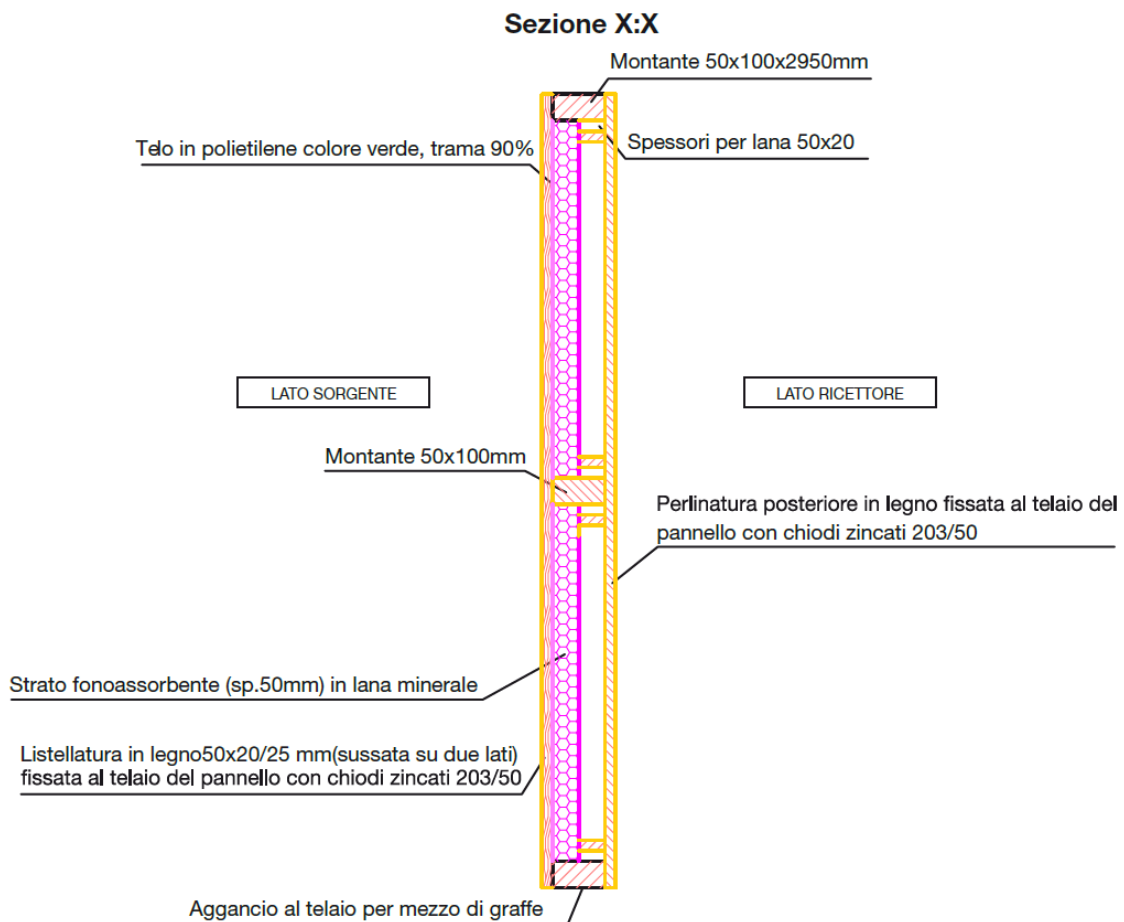 Sezione X:X
Montante 50x100x2950mm
Telo in polietilene colore verde, trama 90%
Spessori per lana 50x20
LATO SORGENTE
LATO RICETTORE
Montante 50x100mm
Perlinatura posteriore in legno fissata al telaio del
pannello con chiodi zincati 203/50
Strato fonoassorbente (sp.50mm) in lana minerale
Listellatura in legno50x20/25 mm(sussata su due lati)
fissata al telaio del pannello con chiodi zincati 203/50
Aggancio al telaio per mezzo di graffe